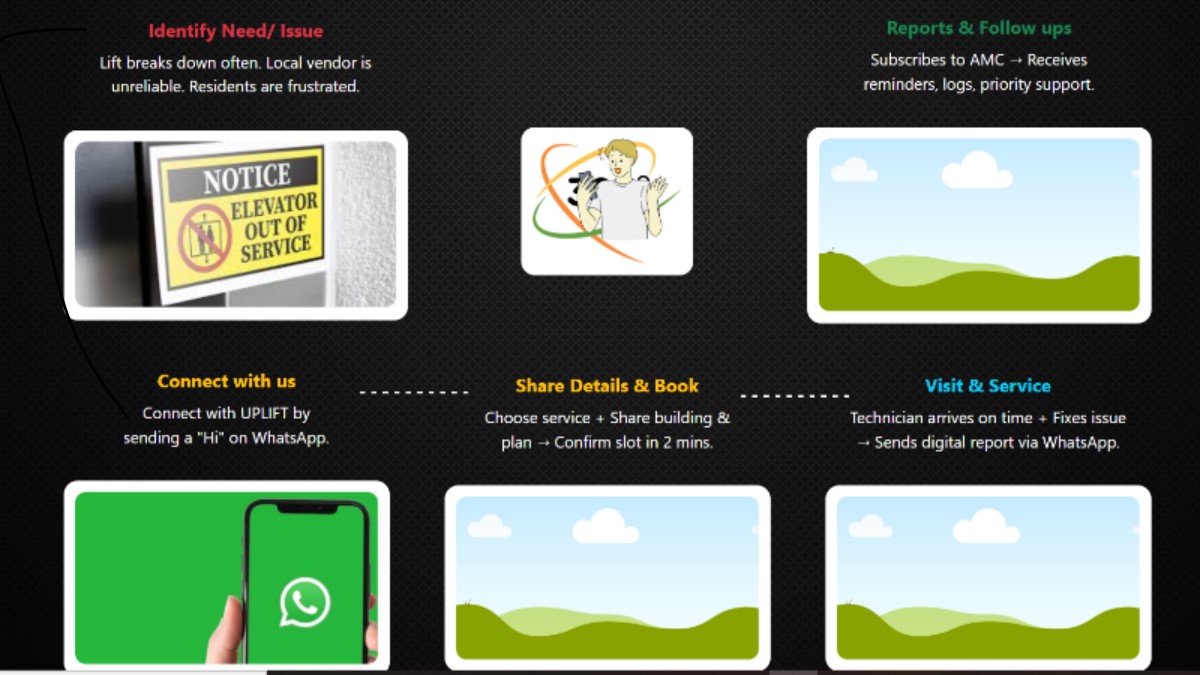 Identify Need/ Issue
Lift breaks down often. Local vendor is
unreliable. Residents are frustrated.
NOTICE
ELEVATOR
OUT OF
SERVICE
Reports & Follow ups
Subscribes to AMC → Receives
reminders, logs, priority support.
Connect with us
Connect with UPLIFT by
sending a "Hi" on WhatsApp.
Share Details & Book
Choose service + Share building &
plan → Confirm slot in 2 mins.
Visit & Service
Technician arrives on time + Fixes issue
→ Sends digital report via WhatsApp.